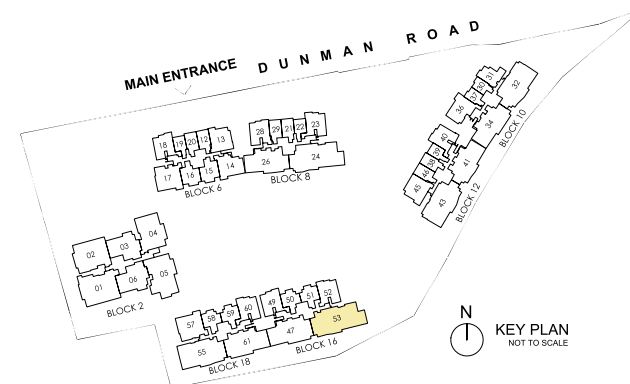 MAIN ENTRANCE DUNMAN ROAD
18 19 20 12 13
17 16 15 14
BLOCK 6
28 29 21 22 23
26 24
BLOCK 8
31
30
37
32
36
34
BLOCK 10
40
39
38
46
45
41
43
BLOCK 12
04
03
02
01 06 05
BLOCK 2
57 58 59 60
55 61
BLOCK 18
49 50 51 52
47 53
BLOCK 16
N
KEY PLAN
NOT TO SCALE